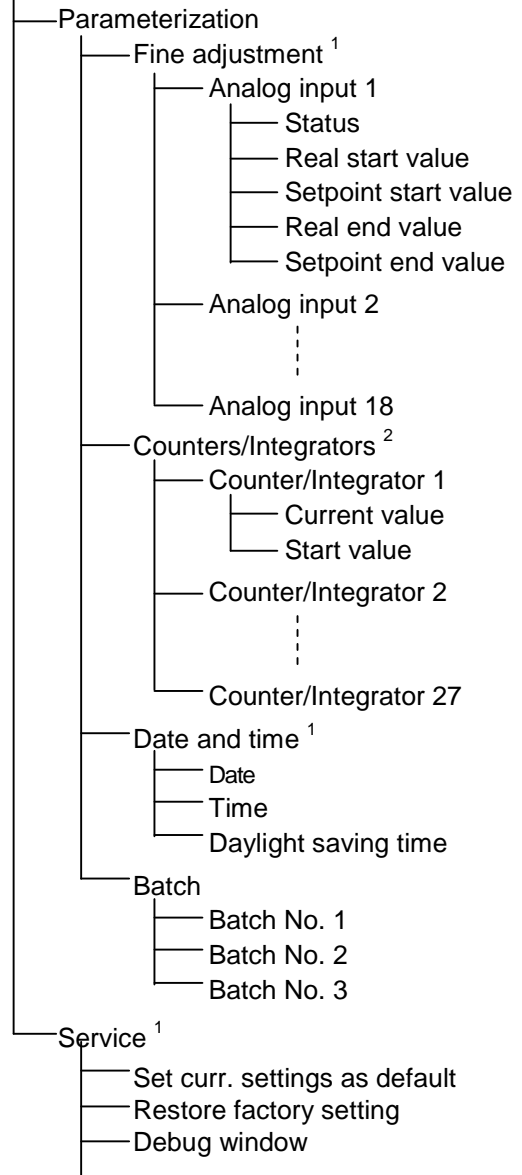 Parameterization
Fine adjustment ¹
Analog input 1
Status
Real start value
Setpoint start value
Real end value
Setpoint end value
Analog input 2
Analog input 18
Counters/Integrators ²
Counter/Integrator 1
Current value
Start value
Counter/Integrator 2
Counter/Integrator 27
Date and time ¹
Date
Time
Daylight saving time
Batch
Batch No. 1
Batch No. 2
Batch No. 3
Service ¹
Set curr. settings as default
Restore factory setting
Debug window